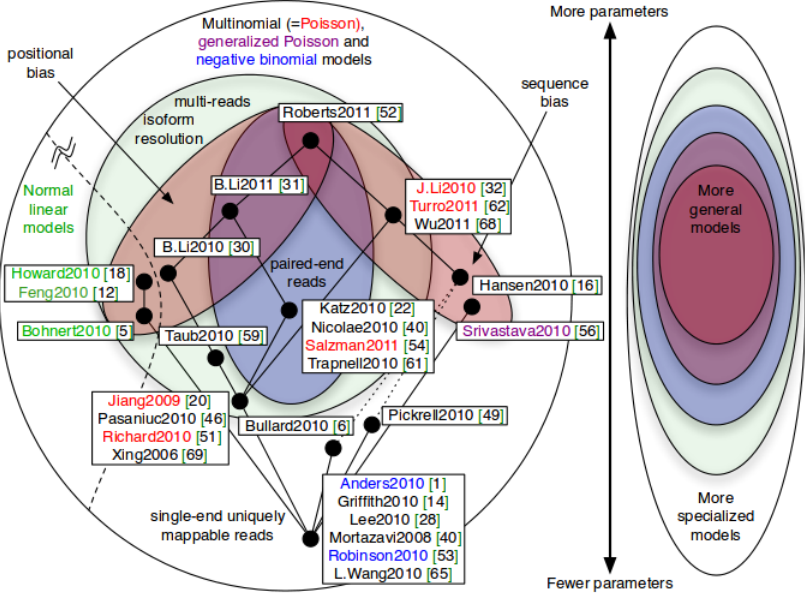 Multinomial (=Poisson),
generalized Poisson and
negative binomial models
More parameters
positional
bias
sequence
bias
multi-reads
isoform
resolution
Roberts2011 [52]
Normal
linear
models
B.Li2011 [31]
J.Li2010 [32]
Turro2011 [62]
Wu2011 [68]
More
general
models
B.Li2010 [30]
paired-end
reads
Howard2010 [18]
Feng2010 [12]
Hansen2010 [16]
Bohnert2010 [5]
Taub2010 [59]
Katz2010 [22]
Nicolae2010 [40]
Salzman2011 [54]
Trapnell2010 [61]
Srivastava2010 [56]
Jiang2009 [20]
Pasaniuc2010 [46]
Richard2010 [51]
Xing2006 [69]
Bullard2010 [6]
Pickrell2010 [49]
single-end uniquely
mappable reads
Anders2010 [1]
Griffith2010 [14]
Lee2010 [28]
Mortazavi2008 [40]
Robinson2010 [53]
L.Wang2010 [65]
More
specialized
models
Fewer parameters